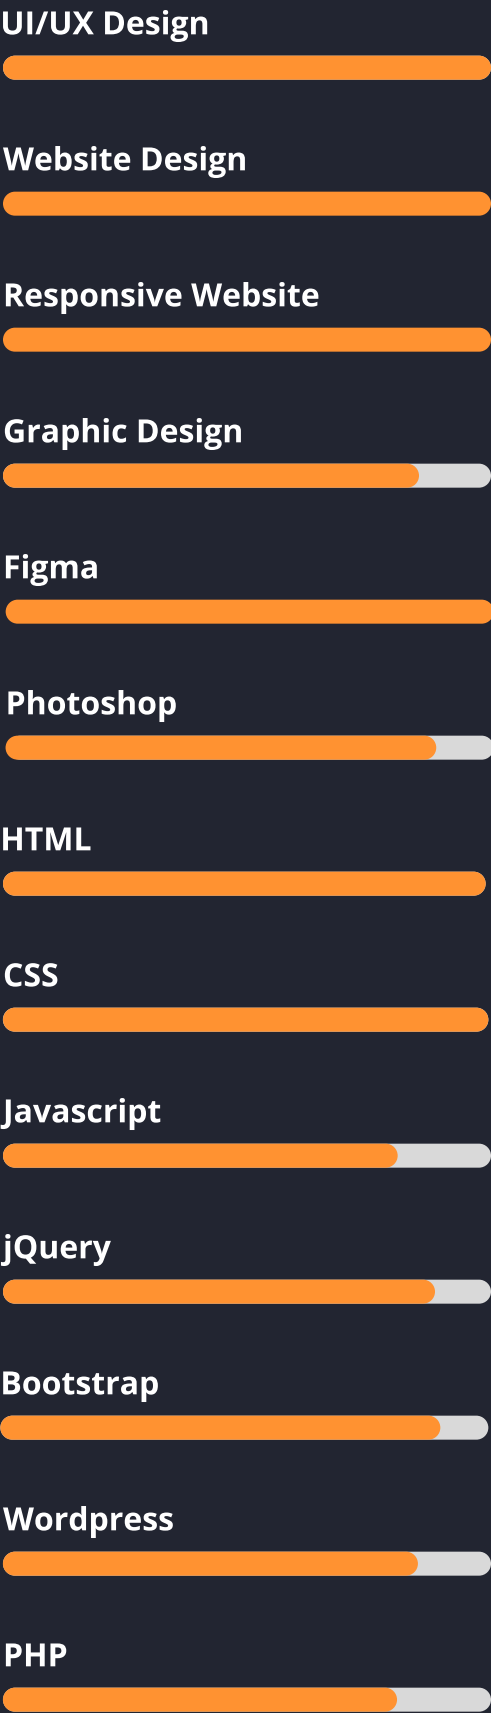 UI/UX Design
Website Design
Responsive Website
Graphic Design
Figma
Photoshop
HTML
CSS
Javascript
jQuery
Bootstrap
Wordpress
PHP